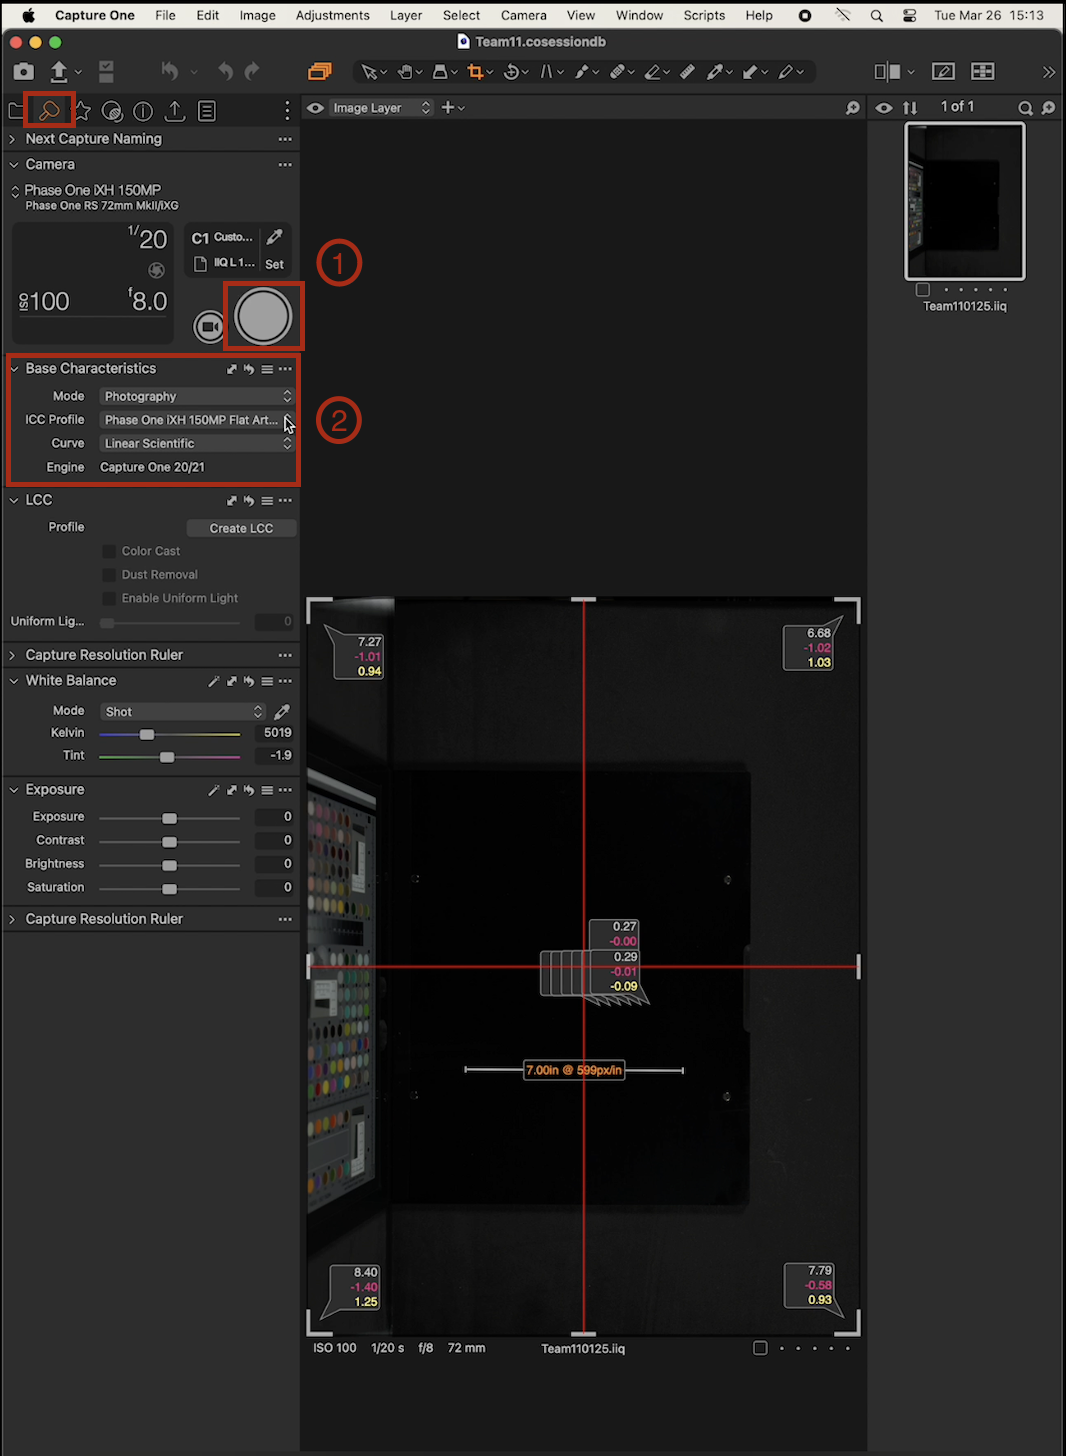 Capture One File Edit Image Adjustments Layer Select Camera View Window Scripts Help Tue Mar 26 15:13
Team11.cosessiondb
Image Layer
1 of 1
Next Capture Naming
Camera
Phase One iXH 150MP
Phase One RS 72mm MkII/iXG
1/20
C1 Custo...
IIQ L 1... Set
ISO 100 f8.0
1
Team110125.iiq
Base Characteristics
Mode Photography
ICC Profile Phase One iXH 150MP Flat Art...
2
Curve Linear Scientific
Engine Capture One 20/21
LCC
Profile Create LCC
Color Cast
Dust Removal
Enable Uniform Light
Uniform Lig... 0
Capture Resolution Ruler
White Balance
Mode Shot
Kelvin 5019
Tint -1.9
Exposure
Exposure 0
Contrast 0
Brightness 0
Saturation 0
Capture Resolution Ruler
7.27
-1.01
0.94
6.68
-1.02
1.03
0.27
-0.00
0.29
-0.01
-0.09
7.00in @ 599px/in
8.40
-1.40
1.25
7.79
-0.58
0.93
ISO 100 1/20 s f/8 72 mm Team110125.iiq